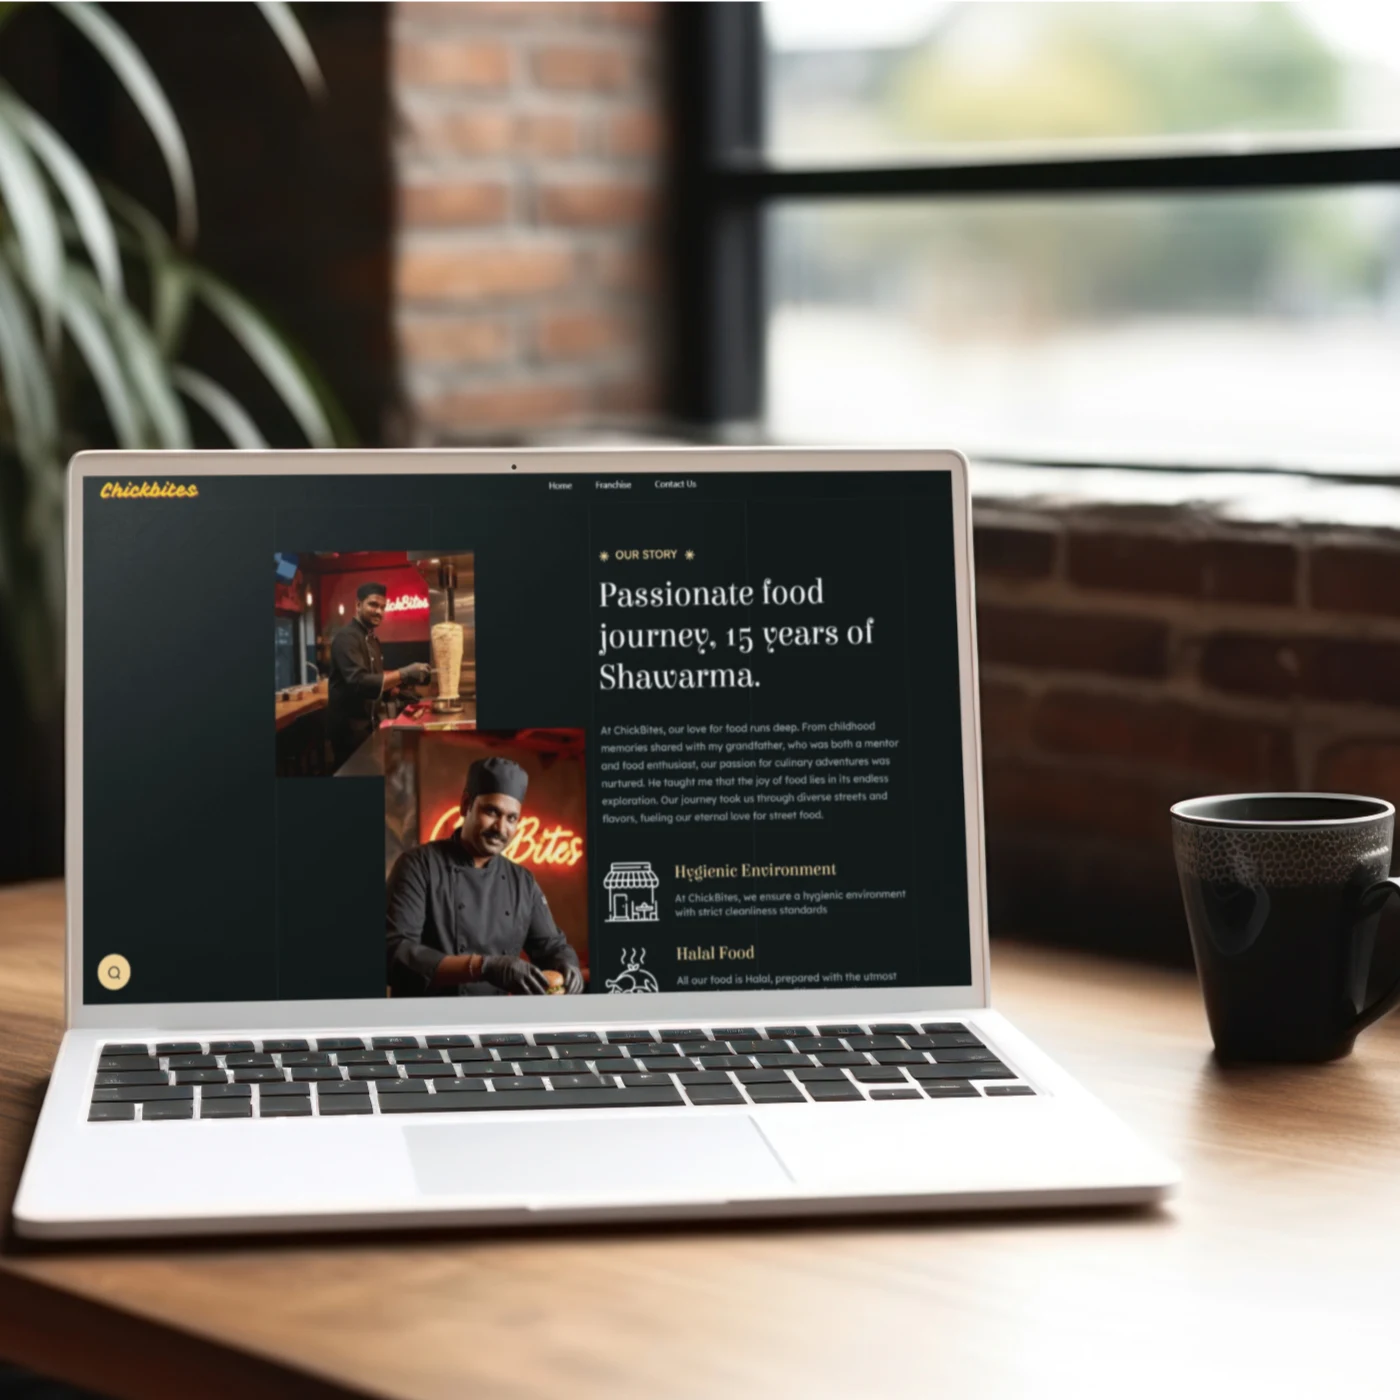 Chickbites
Home Franchise Contact Us
OUR STORY
Passionate food
journey, 15 years of
Shawarma.
ickBites
Bites
At ChickBites, our love for food runs deep. From childhood
memories shared with my grandfather, who was both a mentor
and food enthusiast, our passion for culinary adventures was
nurtured. He taught me that the joy of food lies in its endless
exploration. Our journey took us through diverse streets and
flavors, fueling our eternal love for street food.
Hygienic Environment
At ChickBites, we ensure a hygienic environment
with strict cleanliness standards
Halal Food
All our food is Halal, prepared with the utmost